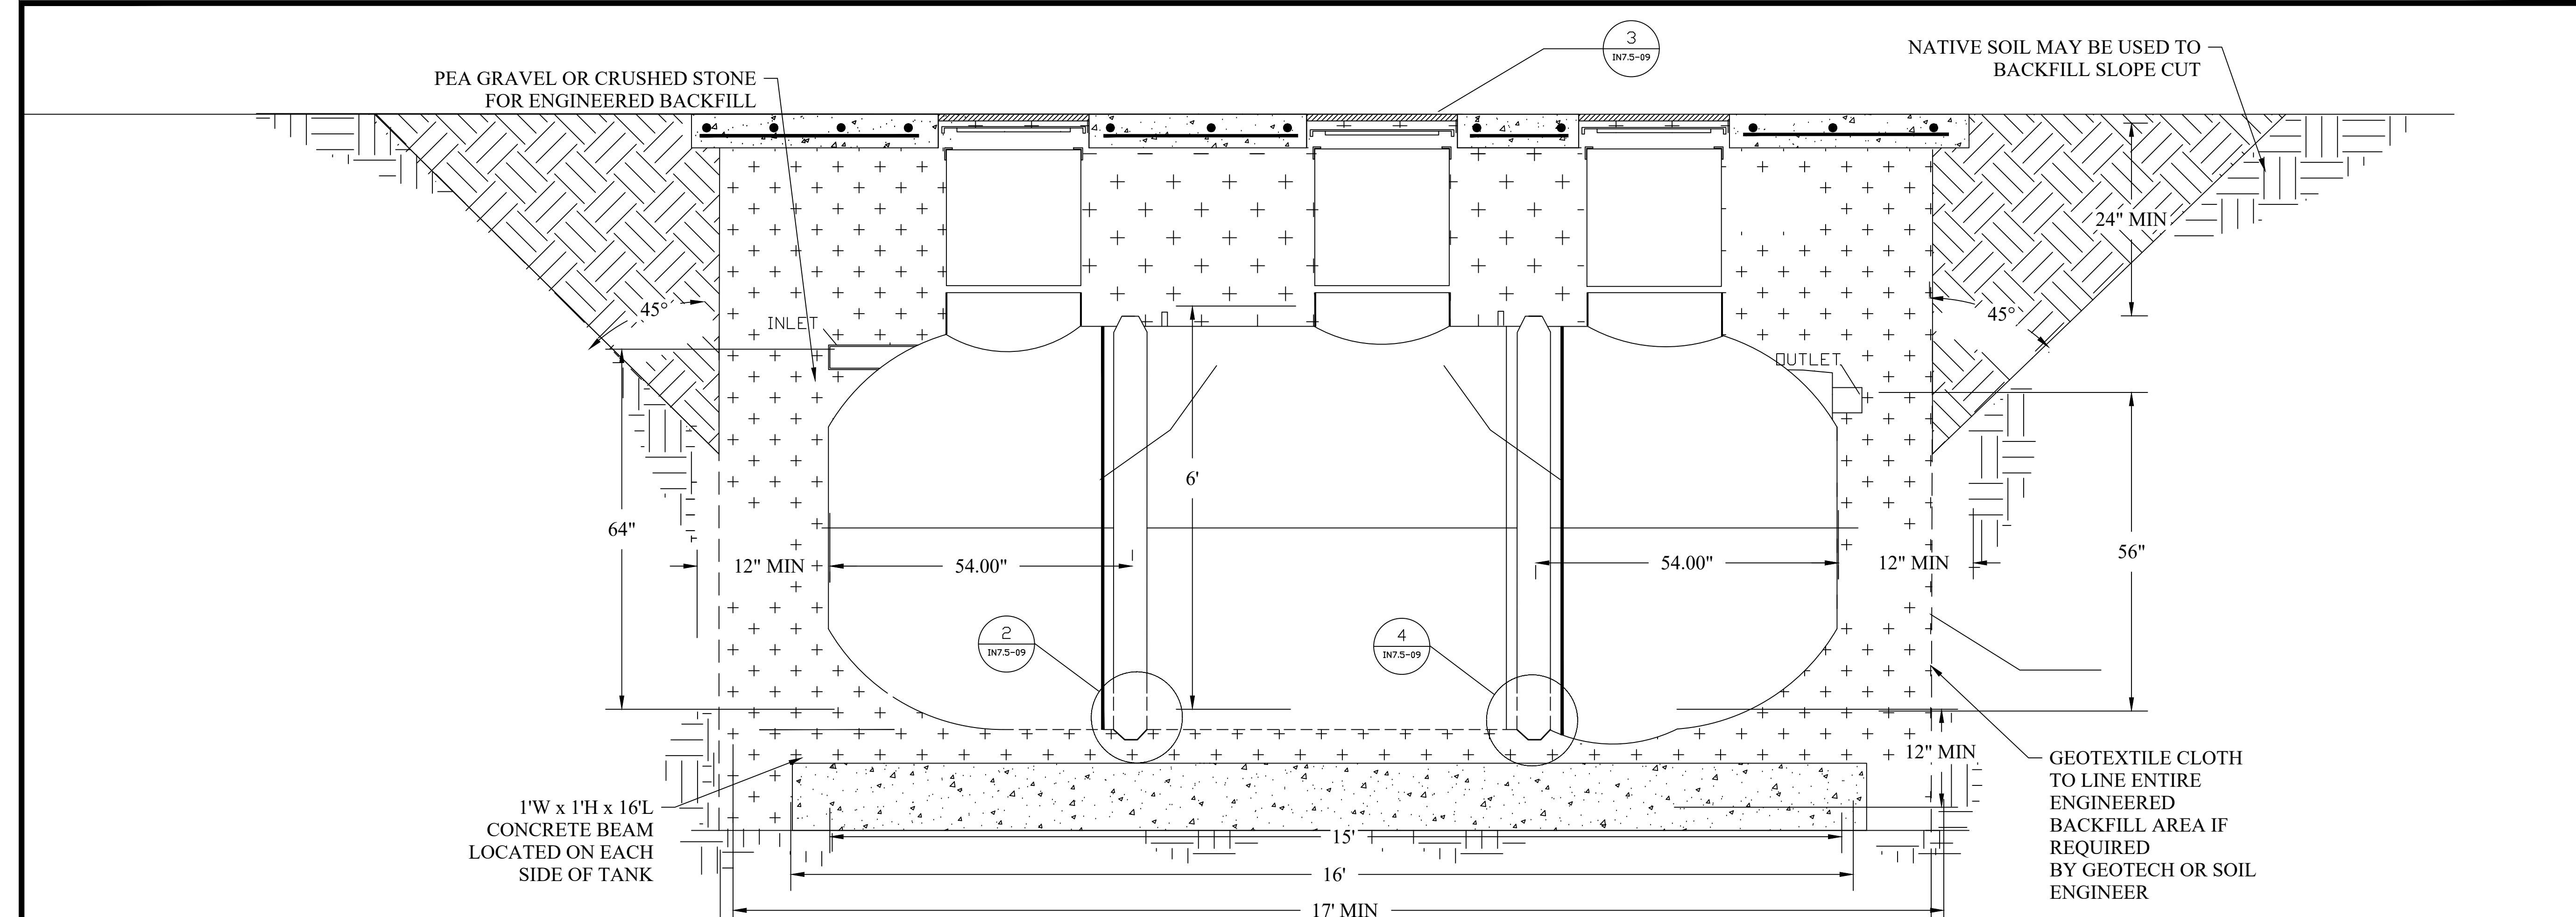 3
IN7.5-09
NATIVE SOIL MAY BE USED TO
BACKFILL SLOPE CUT
PEA GRAVEL OR CRUSHED STONE
FOR ENGINEERED BACKFILL
24" MIN
45°
45°
INLET
OUTLET
6'
64"
56"
12" MIN
54.00"
54.00"
12" MIN
2
IN7.5-09
4
IN7.5-09
12" MIN
1'W x 1'H x 16'L
CONCRETE BEAM
LOCATED ON EACH
SIDE OF TANK
GEOTEXTILE CLOTH
TO LINE ENTIRE
ENGINEERED
BACKFILL AREA IF
REQUIRED
BY GEOTECH OR SOIL
ENGINEER
15'
16'
17' MIN